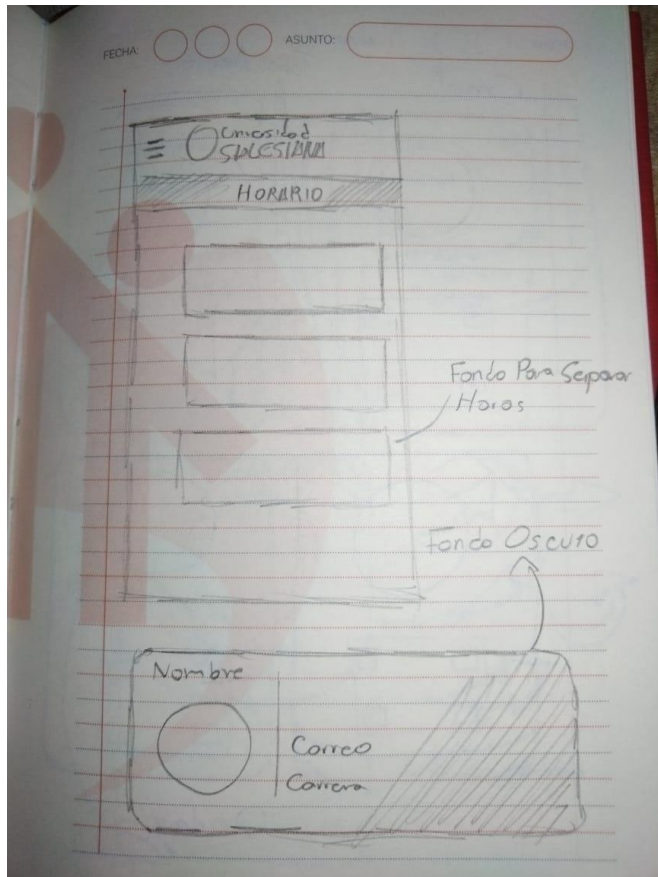 FECHA:
ASUNTO:
Universidad
SALESIANA
HORARIO
Fondo Para Separar
Horas
Fondo Oscuro
Nombre
Correo
Carrera